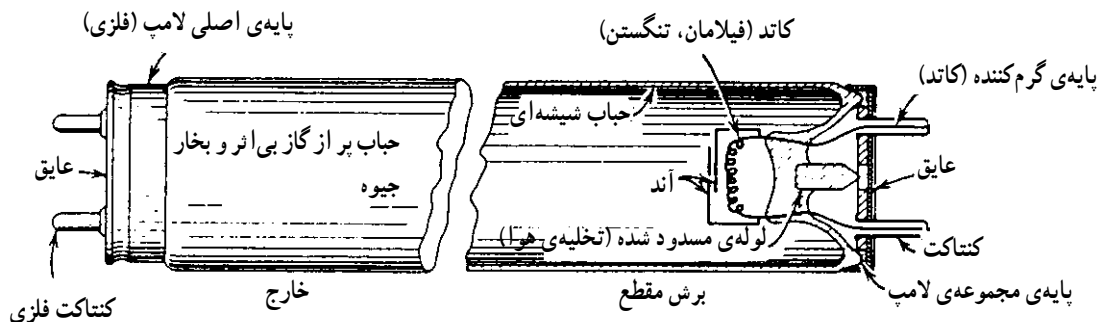 کاتد (فیلامان، تنگستن)
پایه‌ی اصلی لامپ (فلزی)
پایه‌ی گرم‌کننده (کاتد)
حباب شیشه‌ای
حباب پر از گاز بی‌اثر و بخار
جیوه
عایق
آند
عایق
لوله‌ی مسدود شده (تخلیه‌ی هوا)
کنتاکت
پایه‌ی مجموعه‌ی لامپ
برش مقطع
خارج
کنتاکت فلزی